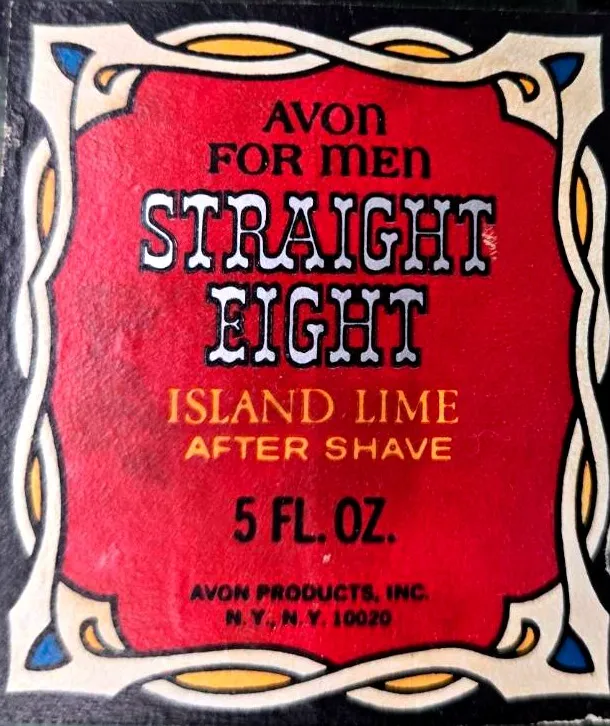 AVON
FOR MEN
STRAIGHT
EIGHT
ISLAND LIME
AFTER SHAVE
5 FL. OZ.
AVON PRODUCTS, INC.
N.Y., N.Y. 10020